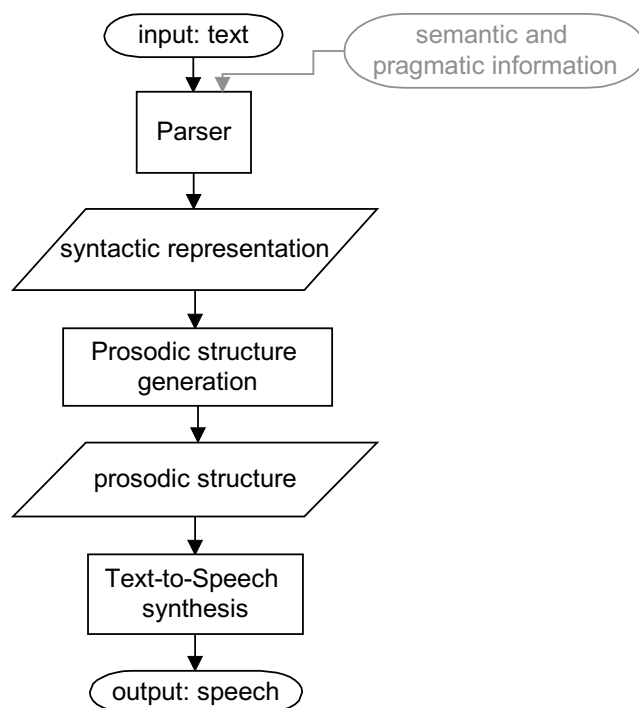 input: text
semantic and
pragmatic information
Parser
syntactic representation
Prosodic structure
generation
prosodic structure
Text-to-Speech
synthesis
output: speech